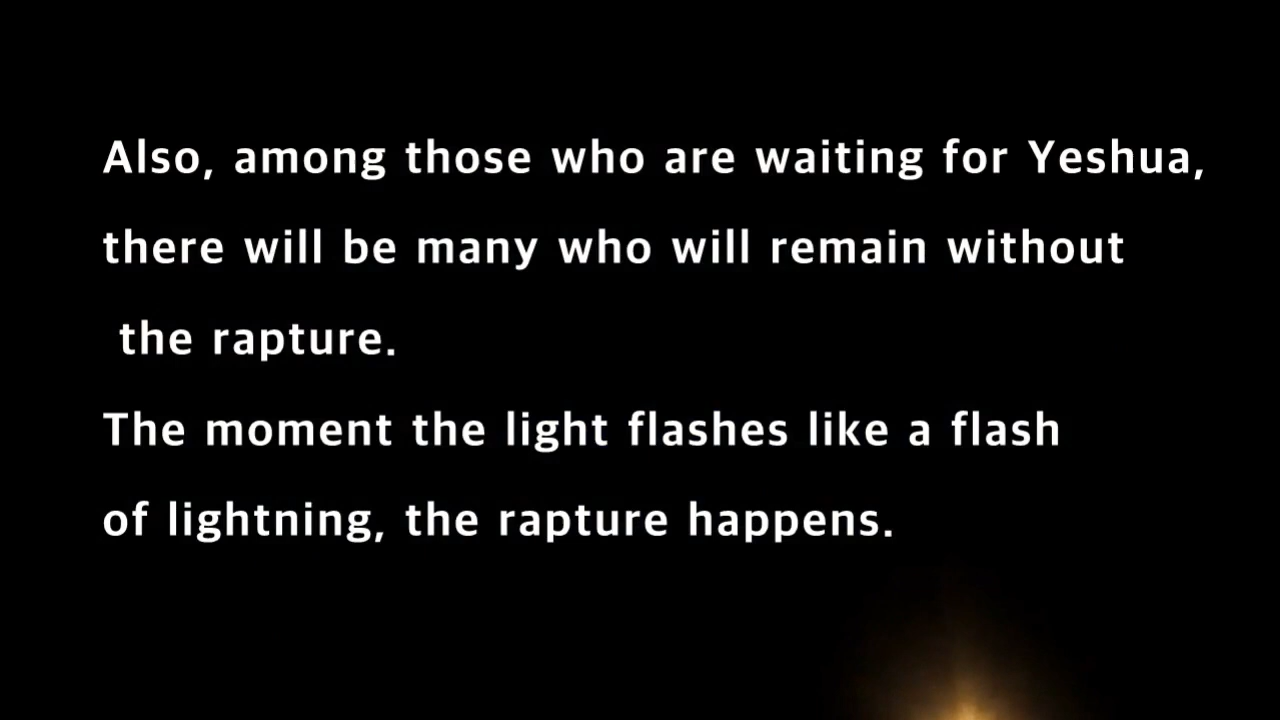 Also, among those who are waiting for Yeshua,
there will be many who will remain without
the rapture.
The moment the light flashes like a flash
of lightning, the rapture happens.